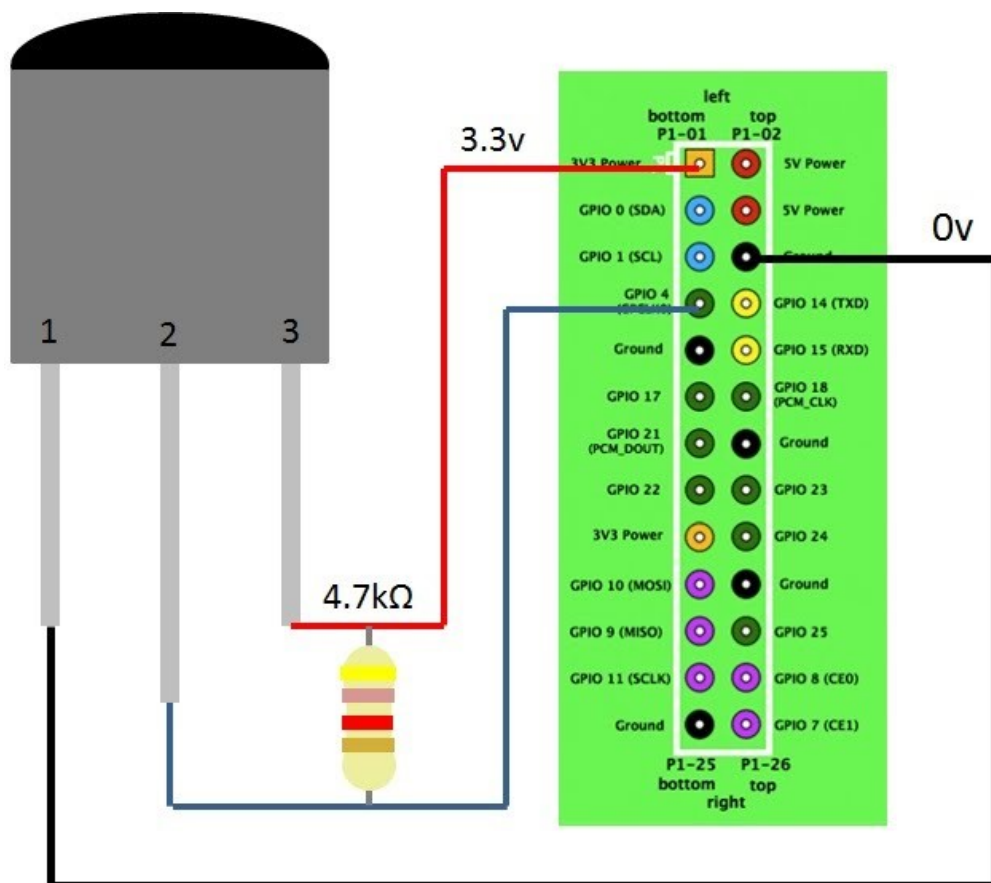 1
2
3
3.3v
0v
4.7kΩ
left
bottom top
P1-01 P1-02
3V3 Power
5V Power
GPIO 0 (SDA)
5V Power
GPIO 1 (SCL)
Ground
GPIO 4
GPIO 14 (TXD)
Ground
GPIO 15 (RXD)
GPIO 17
GPIO 18
(PCM_CLK)
GPIO 21
(PCM_DOUT)
Ground
GPIO 22
GPIO 23
3V3 Power
GPIO 24
GPIO 10 (MOSI)
Ground
GPIO 9 (MISO)
GPIO 25
GPIO 11 (SCLK)
GPIO 8 (CE0)
Ground
GPIO 7 (CE1)
P1-25 P1-26
bottom top
right